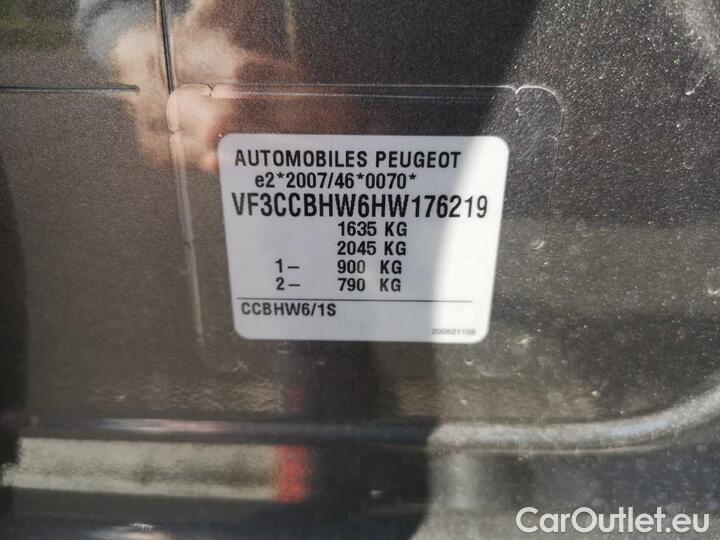 AUTOMOBILES PEUGEOT
e2*2007/46*0070*
VF3CCBHW6HW176219
1635 KG
2045 KG
1- 900 KG
2- 790 KG
CCBHW6/1S
200521158
CarOutlet.eu